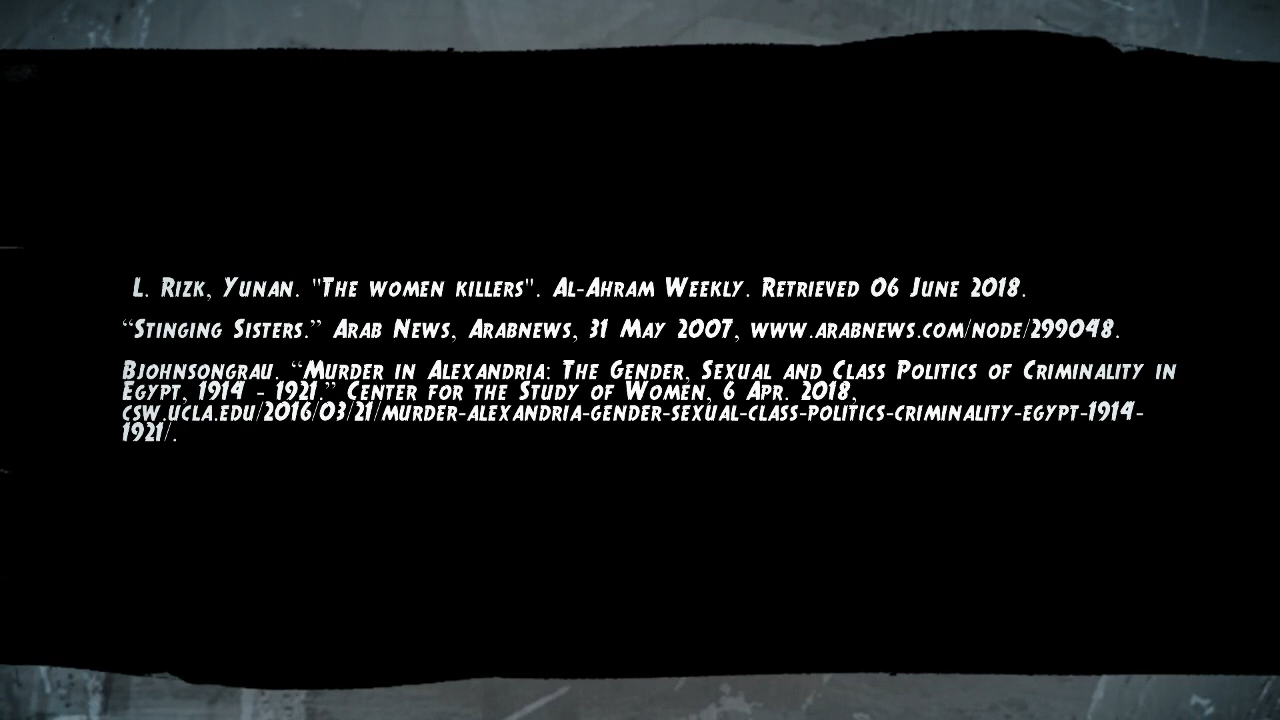 L. Rizk, Yunan. "The women killers". Al-Ahram Weekly. Retrieved 06 June 2018.
“Stinging Sisters.” Arab News, Arabnews, 31 May 2007, www.arabnews.com/node/299048.
Bjohnsongrau. “Murder in Alexandria: The Gender, Sexual and Class Politics of Criminality in
Egypt, 1914 - 1921.” Center for the Study of Women, 6 Apr. 2018,
csw.ucla.edu/2016/03/21/murder-alexandria-gender-sexual-class-politics-criminality-egypt-1914-
1921/.